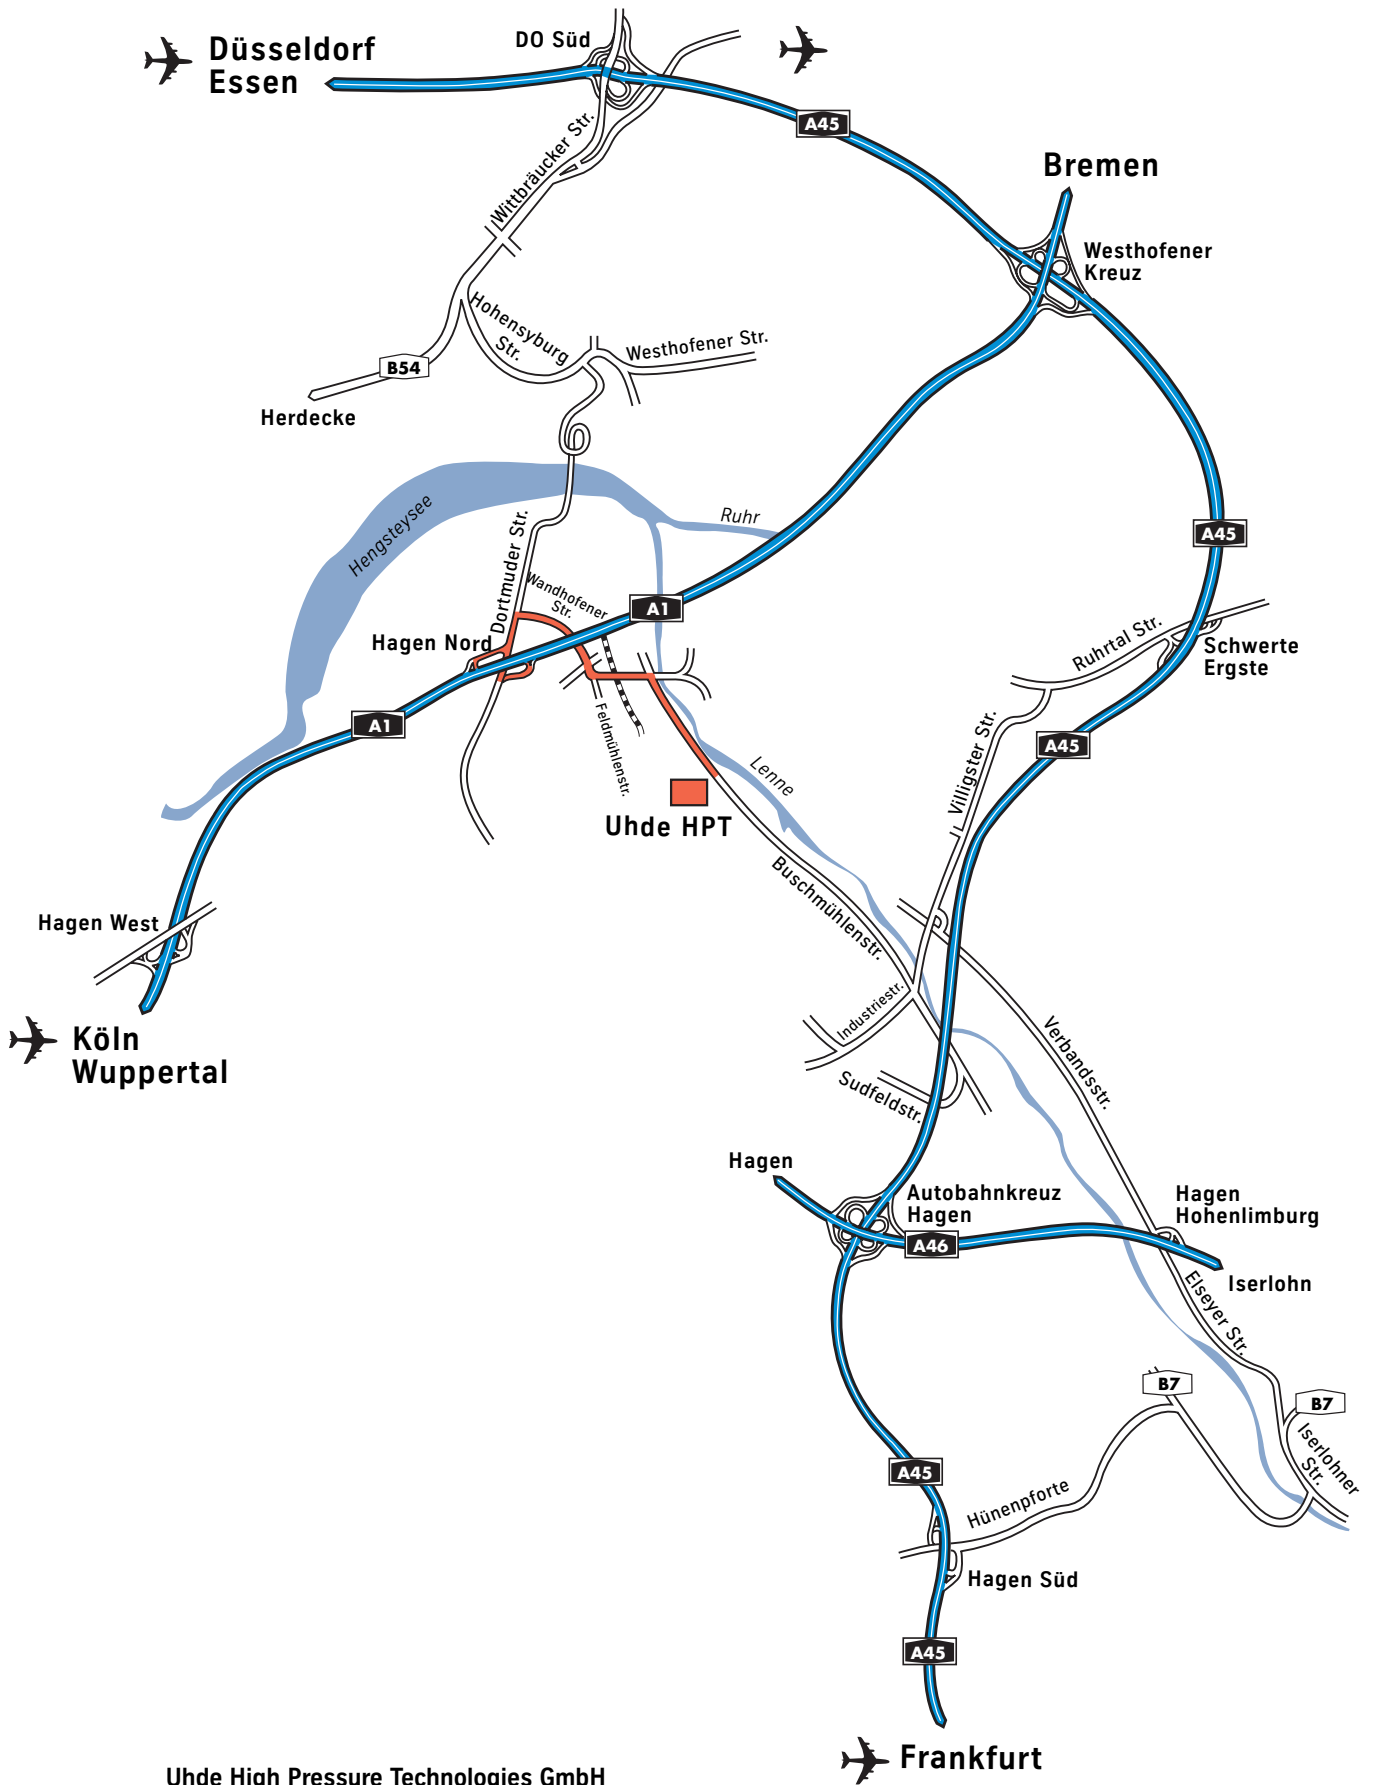 DO Süd
Düsseldorf
Essen
A45
Wittbräucker Str.
Bremen
Westhofener
Kreuz
Hohensyburg
Str.
Westhofener Str.
B54
Herdecke
Hengsteysee
Ruhr
Dortmuder Str.
A45
Wandhofener
Str.
A1
Hagen Nord
Ruhrtal Str.
Schwerte
Ergste
A1
Feldmühlenstr.
Villigster Str.
A45
Lenne
Uhde HPT
Buschmühlenstr.
Hagen West
Industriestr.
Verbandsstr.
Köln
Wuppertal
Sudfeldstr.
Hagen
Autobahnkreuz
Hagen
Hagen
Hohenlimburg
A46
Iserlohn
Elseyer Str.
B7
B7
Iserlohner
Str.
A45
Hünenpforte
Hagen Süd
A45
Frankfurt
Uhde High Pressure Technologies GmbH